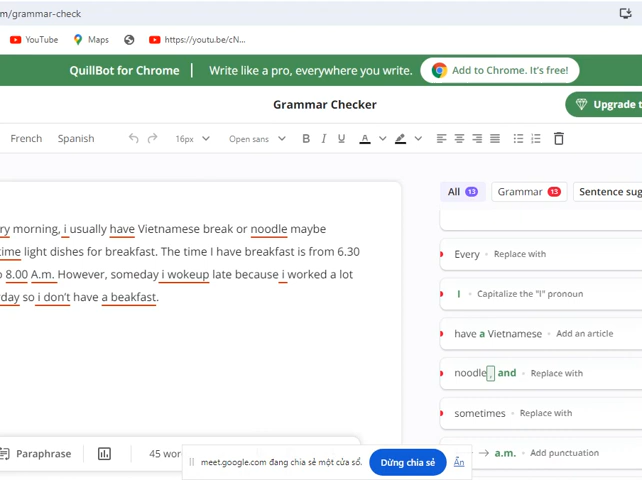 m/grammar-check
YouTube Maps https://youtu.be/cN...
QuillBot for Chrome | Write like a pro, everywhere you write. Add to Chrome. It's free!
Grammar Checker
Upgrade t
French Spanish 16px Open sans B I U A
All 13 Grammar 13 Sentence sug
ry morning, i usually have Vietnamese break or noodle maybe
ime light dishes for breakfast. The time I have breakfast is from 6.30
o 8.00 A.m. However, someday i wokeup late because i worked a lot
rday so i don't have a beakfast.
Every • Replace with
I • Capitalize the "I" pronoun
have a Vietnamese • Add an article
noodle, and • Replace with
sometimes • Replace with
→ a.m. • Add punctuation
Paraphrase 45 wor
meet.google.com đang chia sẻ một cửa sổ. Dừng chia sẻ Ẩn